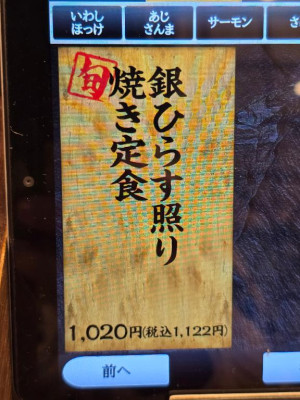 いわし
ほっけ
あじ
さんま
サーモン
旬
銀ひらす照り
焼き定食
1,020円(税込1,122円)
前へ